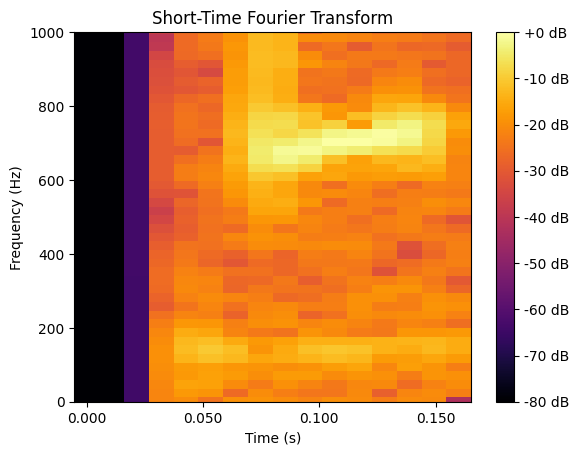 Short-Time Fourier Transform
Frequency (Hz)
1000
800
600
400
200
0
0.000
0.050
0.100
0.150
Time (s)
+0 dB
-10 dB
-20 dB
-30 dB
-40 dB
-50 dB
-60 dB
-70 dB
-80 dB